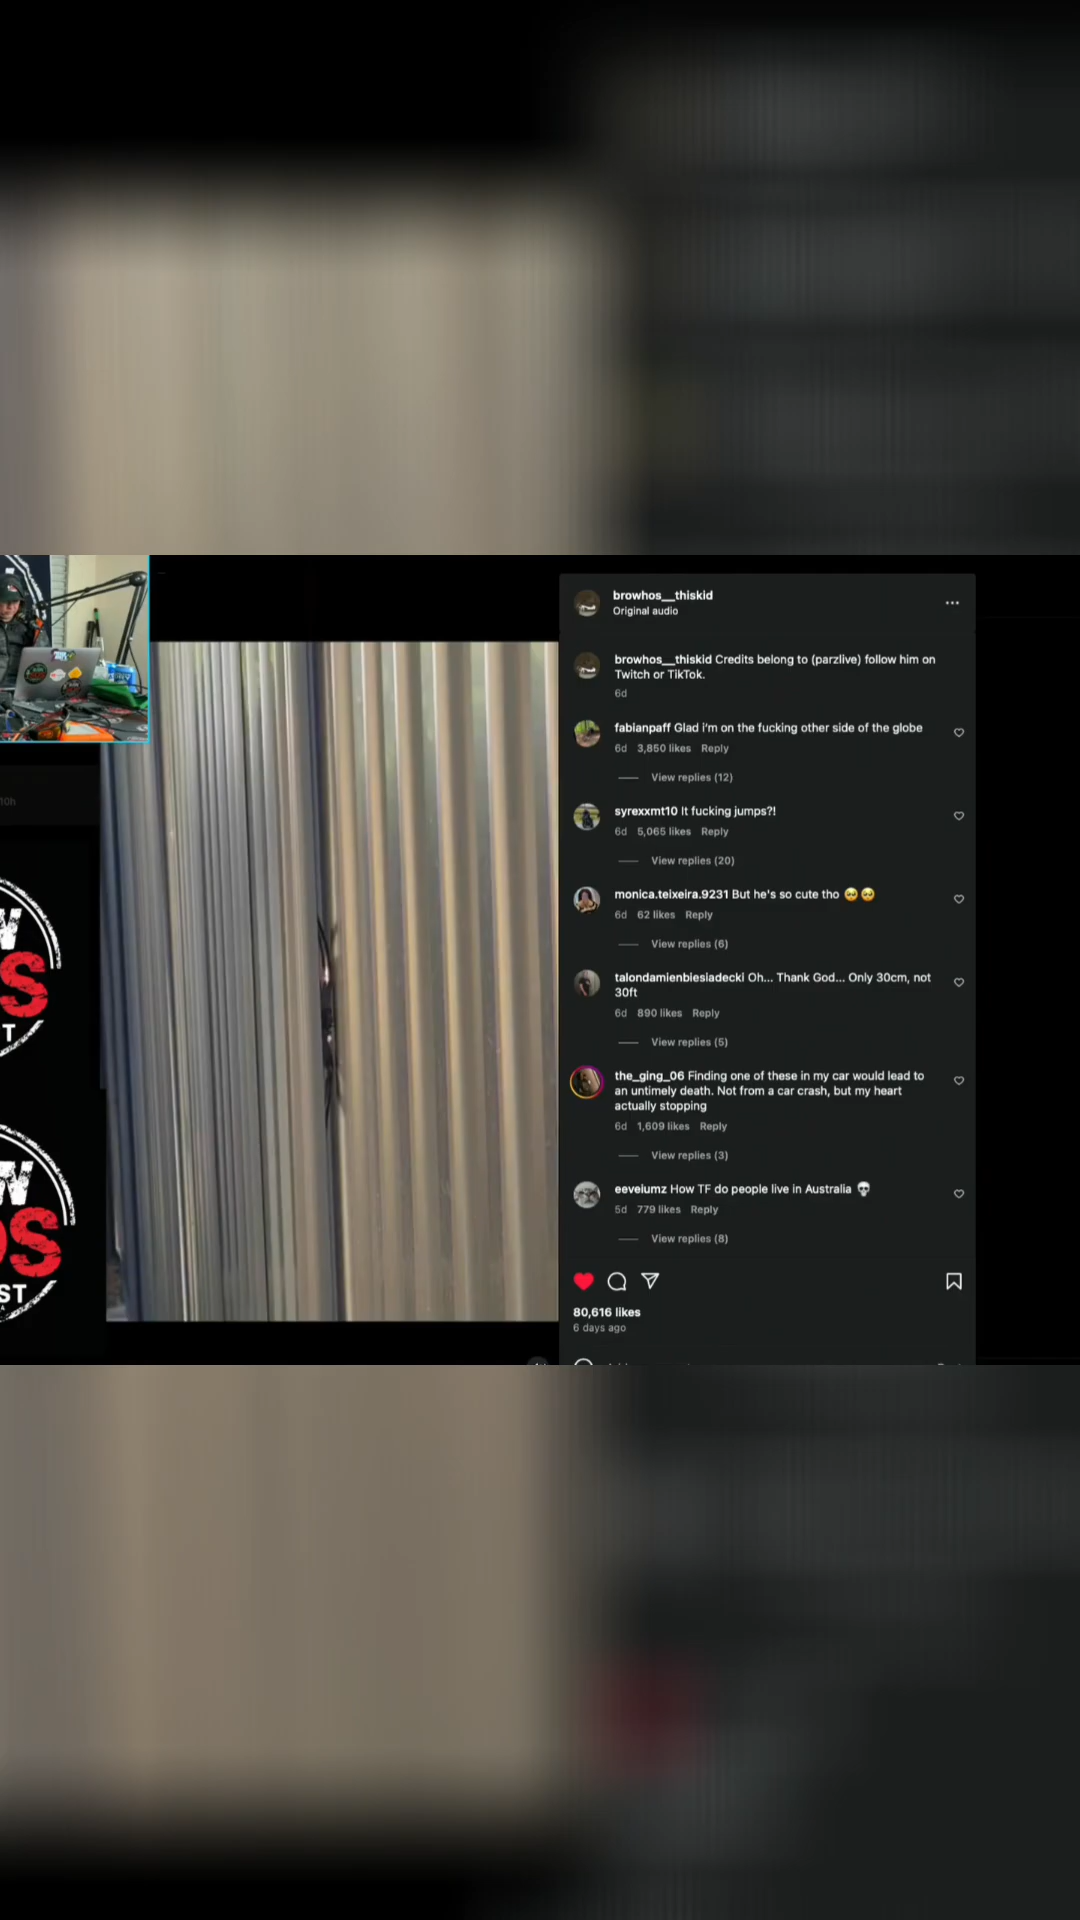 browhos__thiskid
Original audio
browhos__thiskid Credits belong to (parzlive) follow him on
Twitch or TikTok.
6d
fabianpaff Glad i'm on the fucking other side of the globe
6d 3,850 likes Reply
View replies (12)
syrexxmt10 It fucking jumps?!
6d 5,065 likes Reply
View replies (20)
monica.teixeira.9231 But he's so cute tho 🥺🥺
6d 62 likes Reply
View replies (6)
talondamienbiesiadecki Oh... Thank God... Only 30cm, not
30ft
6d 890 likes Reply
View replies (5)
the_ging_06 Finding one of these in my car would lead to
an untimely death. Not from a car crash, but my heart
actually stopping
6d 1,609 likes Reply
View replies (3)
eeveiumz How TF do people live in Australia 💀
5d 779 likes Reply
View replies (8)
80,616 likes
6 days ago
10h